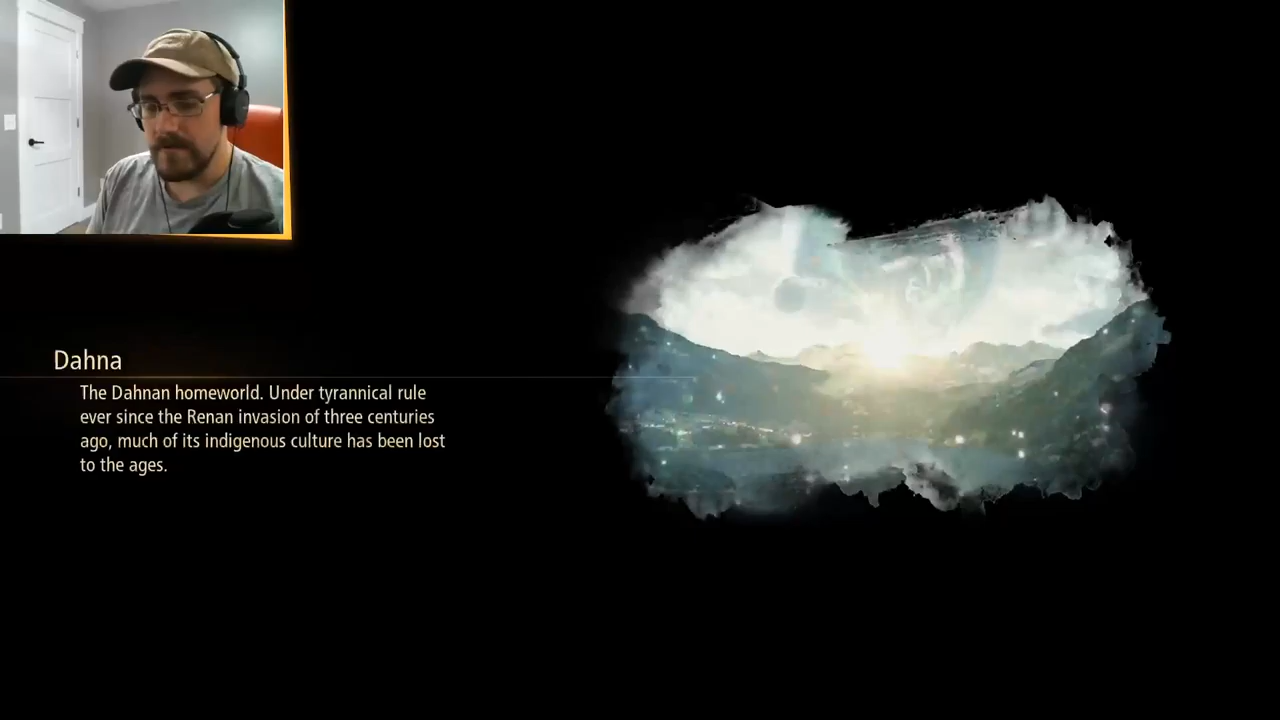 Dahna
The Dahnan homeworld. Under tyrannical rule
ever since the Renan invasion of three centuries
ago, much of its indigenous culture has been lost
to the ages.